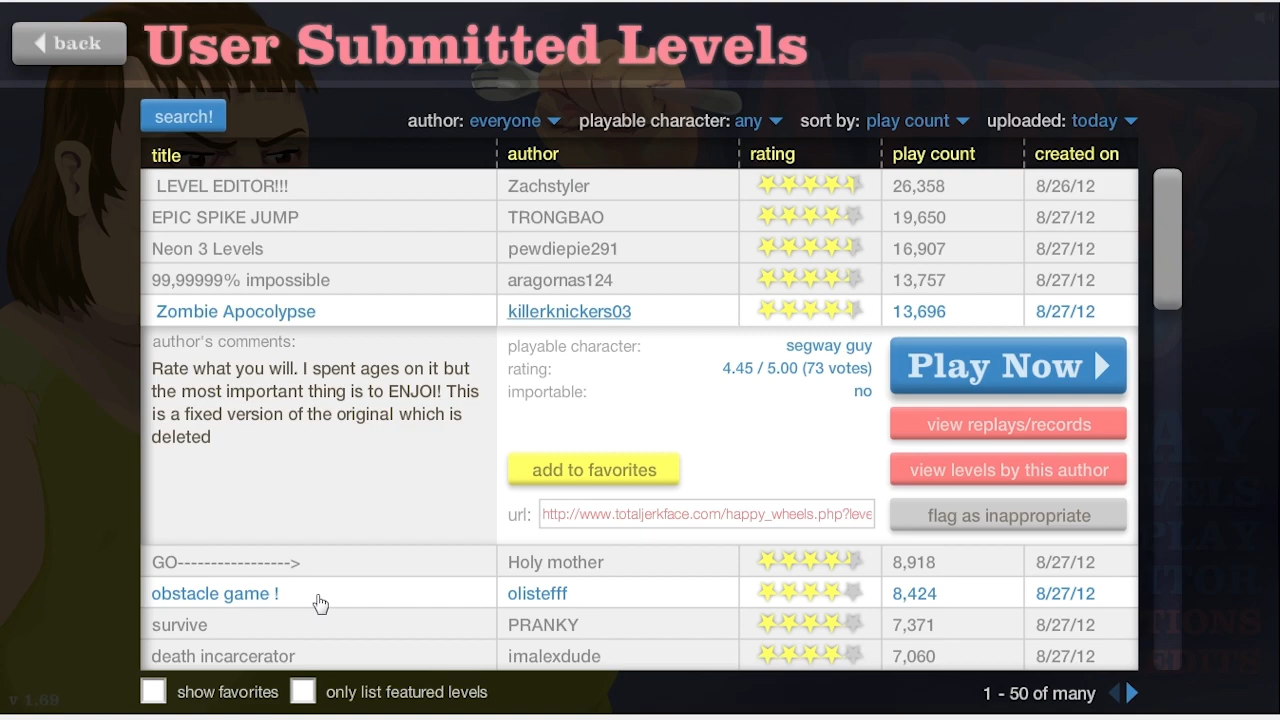 back
User Submitted Levels
search!
author: everyone playable character: any sort by: play count uploaded: today
title author rating play count created on
LEVEL EDITOR!!! Zachstyler 26,358 8/26/12
EPIC SPIKE JUMP TRONGBAO 19,650 8/27/12
Neon 3 Levels pewdiepie291 16,907 8/27/12
99,99999% impossible aragornas124 13,757 8/27/12
Zombie Apocolypse killerknickers03 13,696 8/27/12
author's comments:
Rate what you will. I spent ages on it but
the most important thing is to ENJOI! This
is a fixed version of the original which is
deleted
playable character: segway guy
rating: 4.45 / 5.00 (73 votes)
importable: no
add to favorites
url: http://www.totaljerkface.com/happy_wheels.php?leve
Play Now
view replays/records
view levels by this author
flag as inappropriate
GO-----------------> Holy mother 8,918 8/27/12
obstacle game ! olistefff 8,424 8/27/12
survive PRANKY 7,371 8/27/12
death incarcerator imalexdude 7,060 8/27/12
show favorites only list featured levels
1 - 50 of many
v 1.69